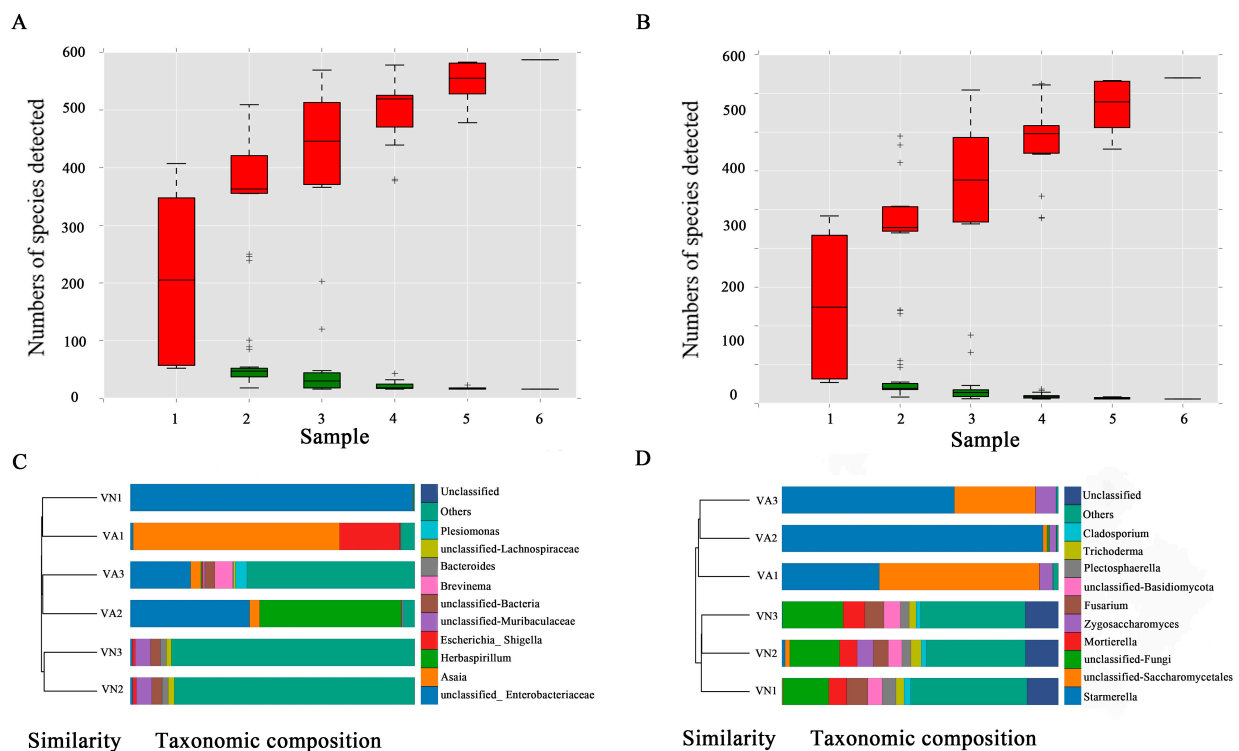 A
Numbers of species detected
600
500
400
300
200
100
0
1 2 3 4 5 6
Sample
B
Numbers of species detected
600
500
400
300
200
100
0
1 2 3 4 5 6
Sample
C
VN1
VA1
VA3
VA2
VN3
VN2
Unclassified
Others
Plesiomonas
unclassified-Lachnospiraceae
Bacteroides
Brevinema
unclassified-Bacteria
unclassified-Muribaculaceae
Escherichia_ Shigella
Herbaspirillum
Asaia
unclassified_ Enterobacteriaceae
Similarity Taxonomic composition
D
VA3
VA2
VA1
VN3
VN2
VN1
Unclassified
Others
Cladosporium
Trichoderma
Plectosphaerella
unclassified-Basidiomycota
Fusarium
Zygosaccharomyces
Mortierella
unclassified-Fungi
unclassified-Saccharomycetales
Starmerella
Similarity Taxonomic composition